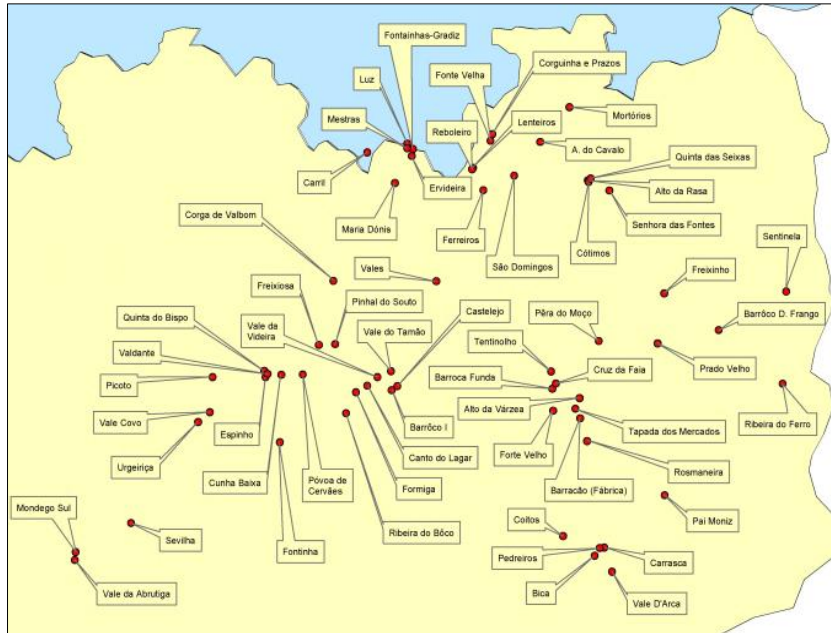 Fontainhas-Gradiz
Luz
Fonte Velha
Corguinha e Prazos
Mestras
Reboleiro
Lenteiros
Mortórios
A. do Cavalo
Quinta das Seixas
Carril
Ervideira
Alto da Rasa
Corga de Valbom
Maria Dónis
Ferreiros
Senhora das Fontes
São Domingos
Cótimos
Sentinela
Freixiosa
Vales
Freixinho
Quinta do Bispo
Vale da
Videira
Pinhal do Souto
Castelejo
Pêra do Moço
Barrôco D. Frango
Valdante
Vale do Tamão
Tentinolho
Picoto
Barroca Funda
Cruz da Faia
Prado Velho
Vale Covo
Espinho
Barrôco I
Alto da Várzea
Tapada dos Mercados
Ribeira do Ferro
Urgeiriça
Canto do Lagar
Forte Velho
Rosmaneira
Cunha Baixa
Póvoa de
Cervães
Formiga
Barracão (Fábrica)
Mondego Sul
Sevilha
Fontinha
Ribeira do Bôco
Coitos
Pai Moniz
Pedreiros
Carrasca
Vale da Abrutiga
Bica
Vale D'Arca